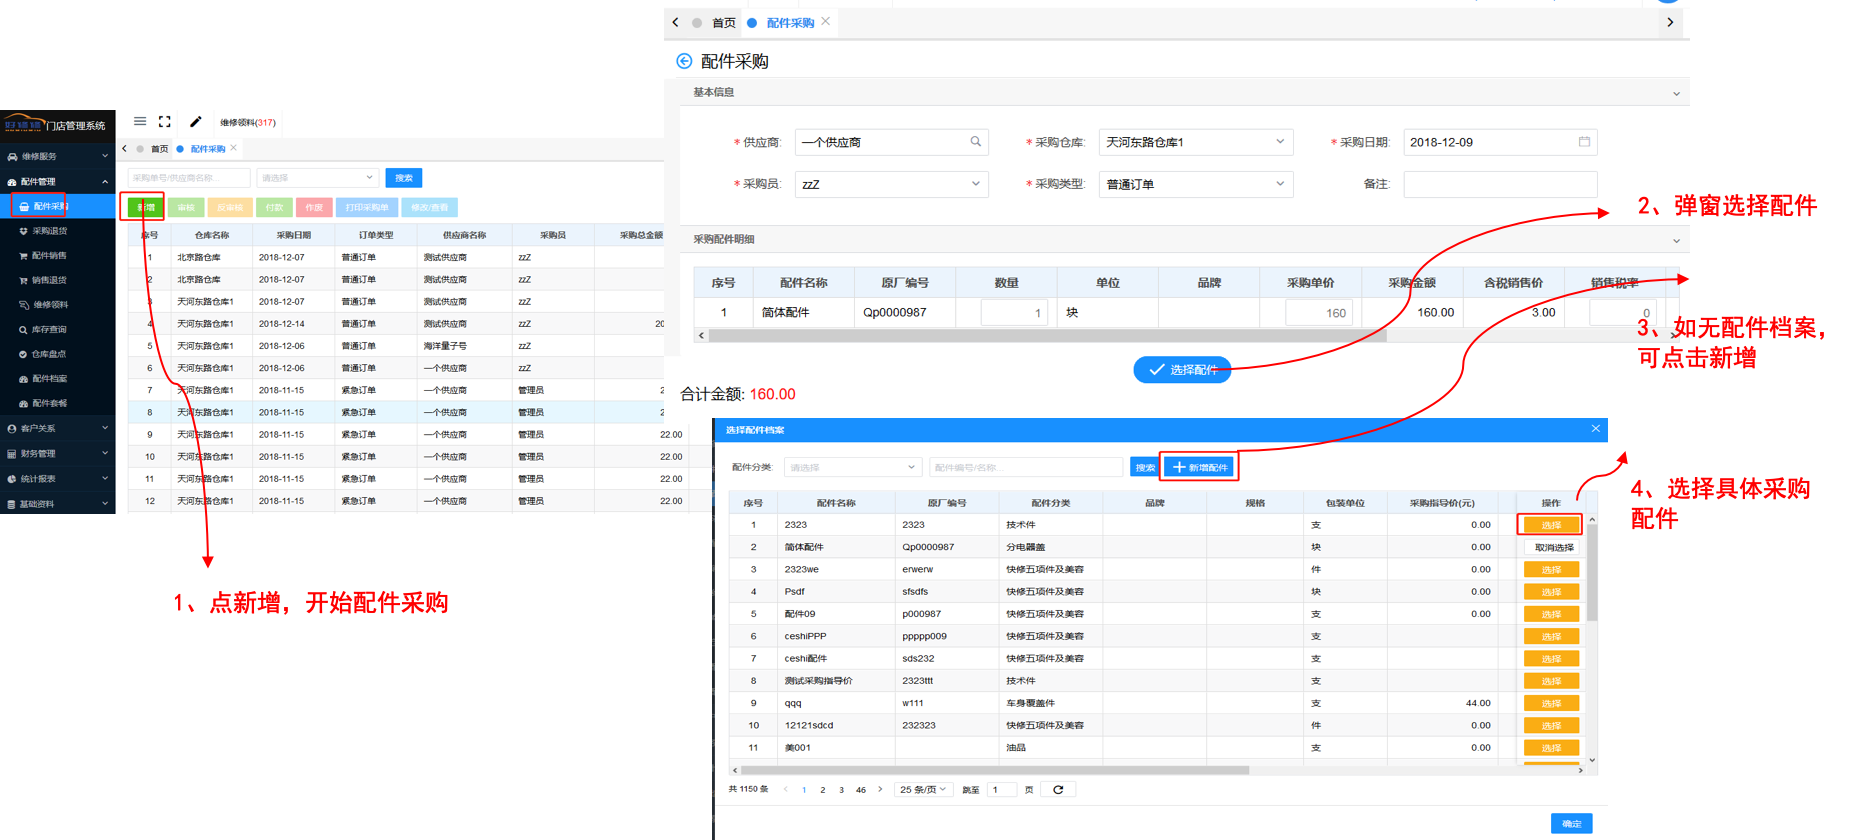 好猫猫 门店管理系统
维修服务
配件管理
配件采购
采购退货
配件销售
销售退货
维修领料
库存查询
仓库盘点
配件档案
配件套餐
客户关系
财务管理
统计报表
基础资料
维修领料(317)
首页 配件采购
采购单号/供应商名称... 请选择 搜索
新增 审核 反审核 付款 作废 打印采购单 修改/查看
序号 仓库名称 采购日期 订单类型 供应商名称 采购员 采购总金额
1 北京路仓库 2018-12-07 普通订单 测试供应商 zzZ
2 北京路仓库 2018-12-07 普通订单 测试供应商 zzZ
3 天河东路仓库1 2018-12-07 普通订单 测试供应商 zzZ
4 天河东路仓库1 2018-12-14 普通订单 测试供应商 zzZ 20
5 天河东路仓库1 2018-12-06 普通订单 海洋量子号 zzZ
6 天河东路仓库1 2018-12-06 普通订单 一个供应商 zzZ
7 天河东路仓库1 2018-11-15 紧急订单 一个供应商 管理员 2
8 天河东路仓库1 2018-11-15 紧急订单 一个供应商 管理员 2
9 天河东路仓库1 2018-11-15 紧急订单 一个供应商 管理员 22.00
10 天河东路仓库1 2018-11-15 紧急订单 一个供应商 管理员 22.00
11 天河东路仓库1 2018-11-15 紧急订单 一个供应商 管理员 22.00
12 天河东路仓库1 2018-11-15 紧急订单 一个供应商 管理员 22.00
1、点新增，开始配件采购
首页 配件采购
配件采购
基本信息
* 供应商: 一个供应商 * 采购仓库: 天河东路仓库1 * 采购日期: 2018-12-09
* 采购员: zzZ * 采购类型: 普通订单 备注:
采购配件明细
序号 配件名称 原厂编号 数量 单位 品牌 采购单价 采购金额 含税销售价 销售税率
1 简体配件 Qp0000987 1 块 160 160.00 3.00 0
选择配件
合计金额: 160.00
2、弹窗选择配件
3、如无配件档案，
可点击新增
4、选择具体采购
配件
选择配件档案
配件分类: 请选择 配件编号/名称... 搜索 新增配件
序号 配件名称 原厂编号 配件分类 品牌 规格 包装单位 采购指导价(元) 操作
1 2323 2323 技术件 支 0.00 选择
2 简体配件 Qp0000987 分电器盖 块 0.00 取消选择
3 2323we erwerw 快修五项件及美容 件 0.00 选择
4 Psdf sfsdfs 快修五项件及美容 块 0.00 选择
5 配件09 p000987 快修五项件及美容 支 0.00 选择
6 ceshiPPP ppppp009 快修五项件及美容 支 选择
7 ceshi配件 sds232 快修五项件及美容 支 选择
8 测试采购指导价 2323ttt 技术件 支 选择
9 qqq w111 车身覆盖件 支 44.00 选择
10 12121sdcd 232323 快修五项件及美容 件 0.00 选择
11 美001 油品 支 0.00 选择
共 1150 条 1 2 3 46 25 条/页 跳至 1 页
确定